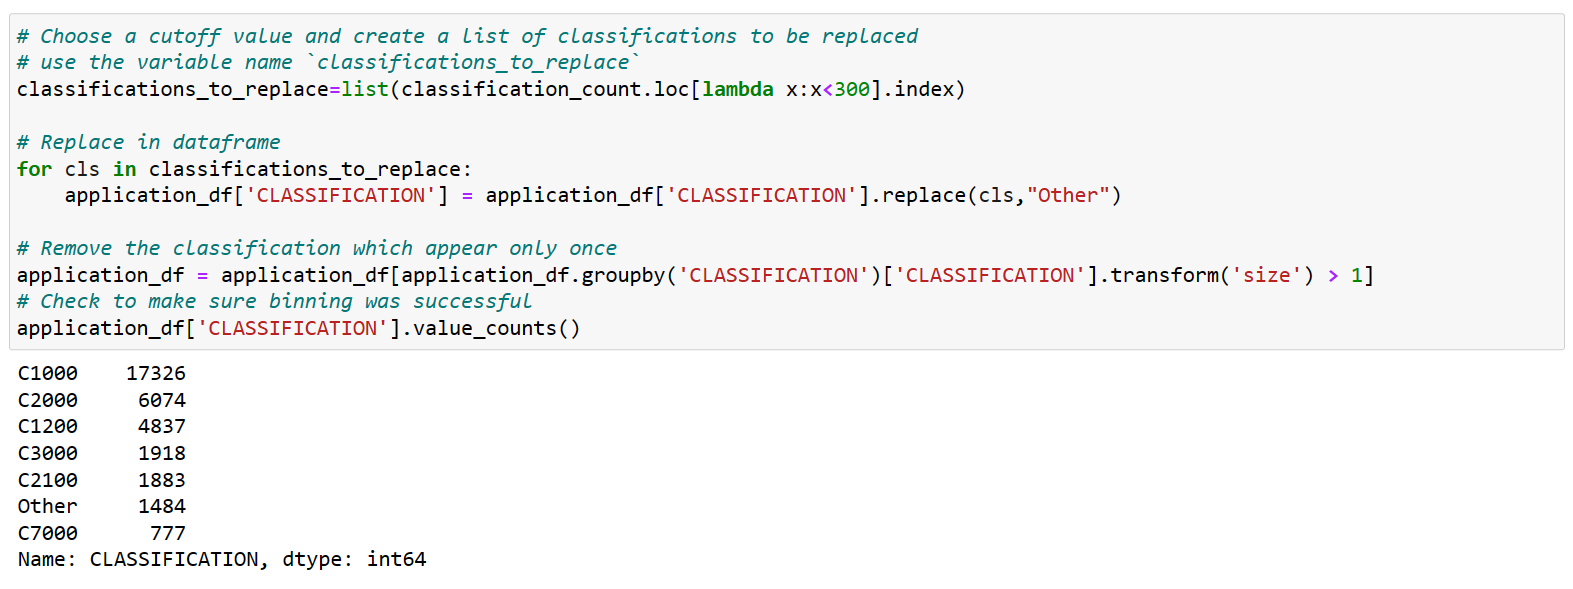 # Choose a cutoff value and create a list of classifications to be replaced
# use the variable name `classifications_to_replace`
classifications_to_replace=list(classification_count.loc[lambda x:x<300].index)
# Replace in dataframe
for cls in classifications_to_replace:
    application_df['CLASSIFICATION'] = application_df['CLASSIFICATION'].replace(cls,"Other")
# Remove the classification which appear only once
application_df = application_df[application_df.groupby('CLASSIFICATION')['CLASSIFICATION'].transform('size') > 1]
# Check to make sure binning was successful
application_df['CLASSIFICATION'].value_counts()
C1000    17326
C2000     6074
C1200     4837
C3000     1918
C2100     1883
Other     1484
C7000      777
Name: CLASSIFICATION, dtype: int64